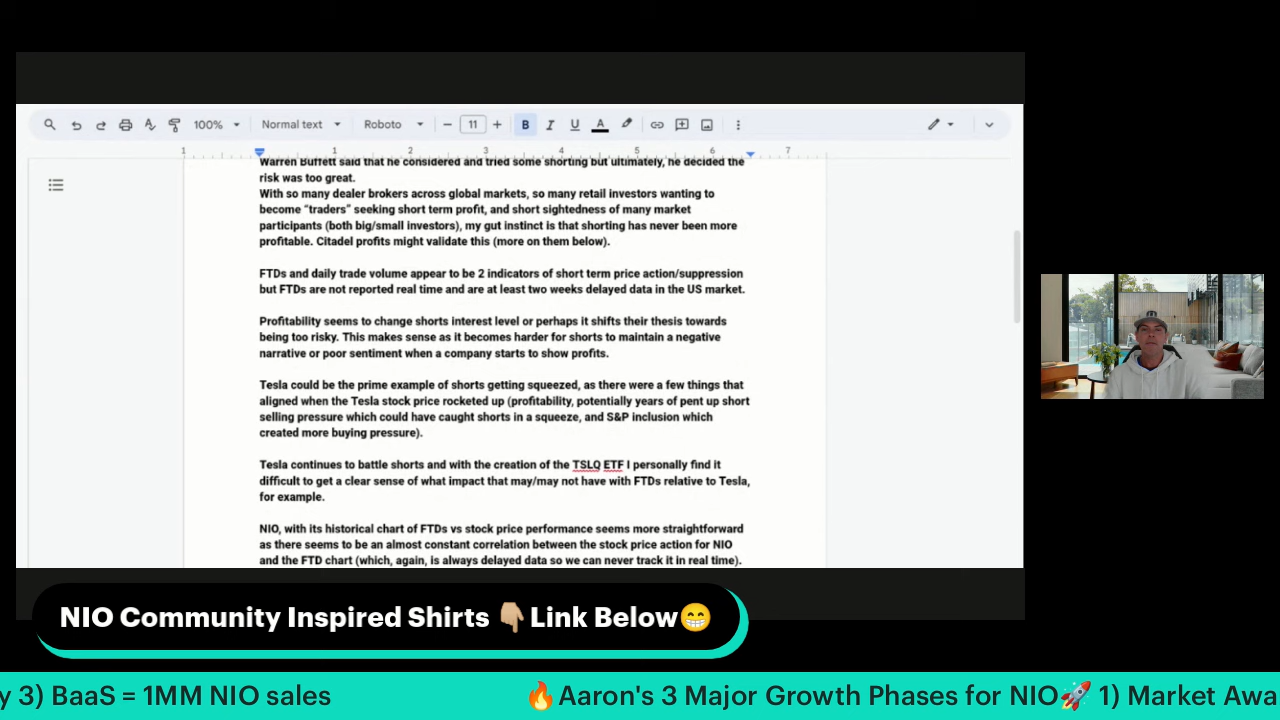 100%
Normal text
Roboto
11
B I U A
1 1 2 3 4 5 6 7
Warren Buffett said that he considered and tried some shorting but ultimately, he decided the
risk was too great.
With so many dealer brokers across global markets, so many retail investors wanting to
become “traders” seeking short term profit, and short sightedness of many market
participants (both big/small investors), my gut instinct is that shorting has never been more
profitable. Citadel profits might validate this (more on them below).
FTDs and daily trade volume appear to be 2 indicators of short term price action/suppression
but FTDs are not reported real time and are at least two weeks delayed data in the US market.
Profitability seems to change shorts interest level or perhaps it shifts their thesis towards
being too risky. This makes sense as it becomes harder for shorts to maintain a negative
narrative or poor sentiment when a company starts to show profits.
Tesla could be the prime example of shorts getting squeezed, as there were a few things that
aligned when the Tesla stock price rocketed up (profitability, potentially years of pent up short
selling pressure which could have caught shorts in a squeeze, and S&P inclusion which
created more buying pressure).
Tesla continues to battle shorts and with the creation of the TSLQ ETF I personally find it
difficult to get a clear sense of what impact that may/may not have with FTDs relative to Tesla,
for example.
NIO, with its historical chart of FTDs vs stock price performance seems more straightforward
as there seems to be an almost constant correlation between the stock price action for NIO
and the FTD chart (which, again, is always delayed data so we can never track it in real time).
NIO Community Inspired Shirts 👇🏼Link Below😁
y 3) BaaS = 1MM NIO sales 🔥Aaron's 3 Major Growth Phases for NIO🚀 1) Market Awa